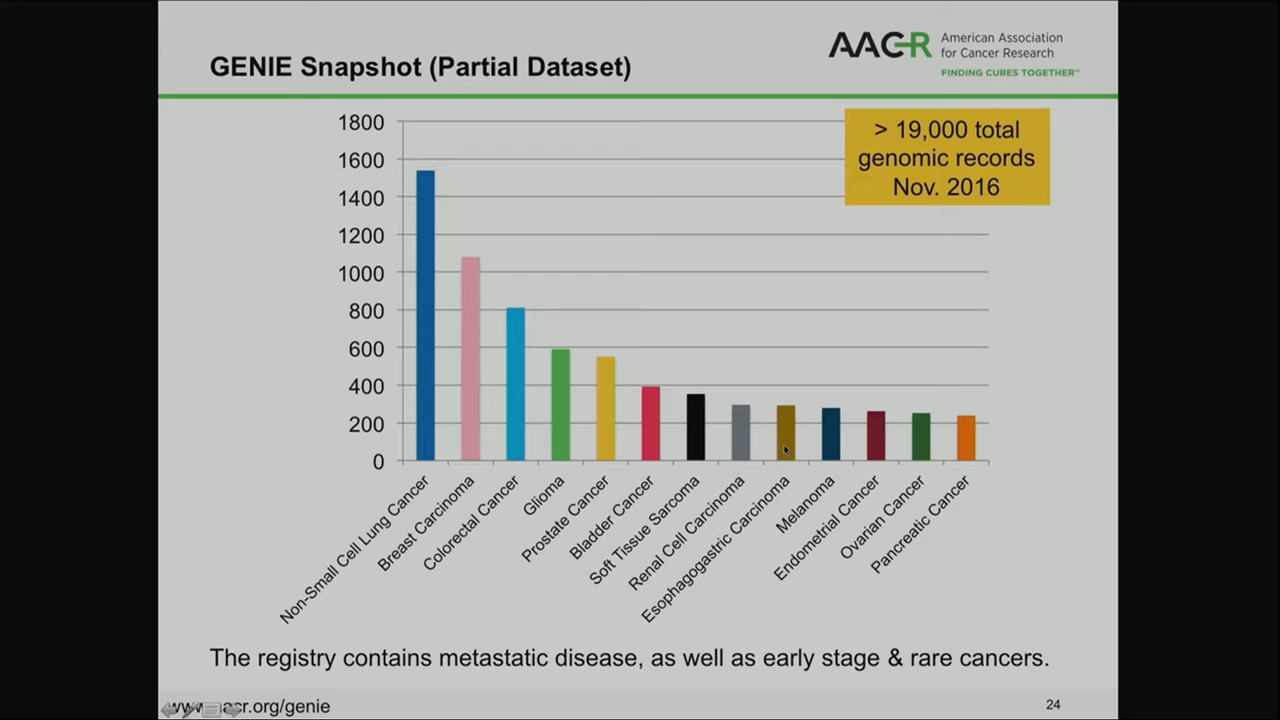 GENIE Snapshot (Partial Dataset)
AACR
American Association
for Cancer Research
FINDING CURES TOGETHER℠
> 19,000 total
genomic records
Nov. 2016
1800
1600
1400
1200
1000
800
600
400
200
0
Non-Small Cell Lung Cancer
Breast Carcinoma
Colorectal Cancer
Glioma
Prostate Cancer
Bladder Cancer
Soft Tissue Sarcoma
Renal Cell Carcinoma
Esophagogastric Carcinoma
Melanoma
Endometrial Cancer
Ovarian Cancer
Pancreatic Cancer
The registry contains metastatic disease, as well as early stage & rare cancers.
www.aacr.org/genie
24